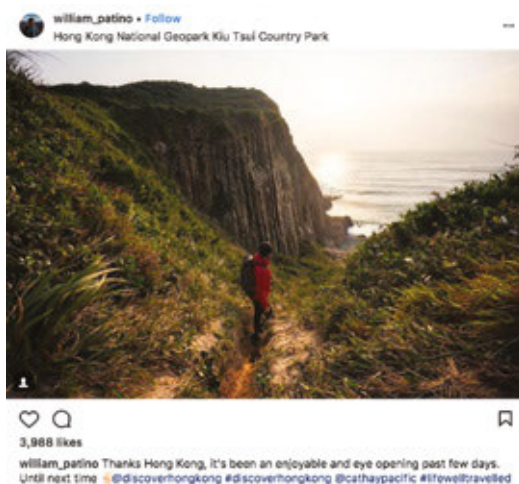 william_patino • Follow
Hong Kong National Geopark Kiu Tsui Country Park
3,988 likes
william_patino Thanks Hong Kong, it's been an enjoyable and eye opening past few days.
Until next time @discoverhongkong #discoverhongkong @cathaypacific #lifewelltravelled